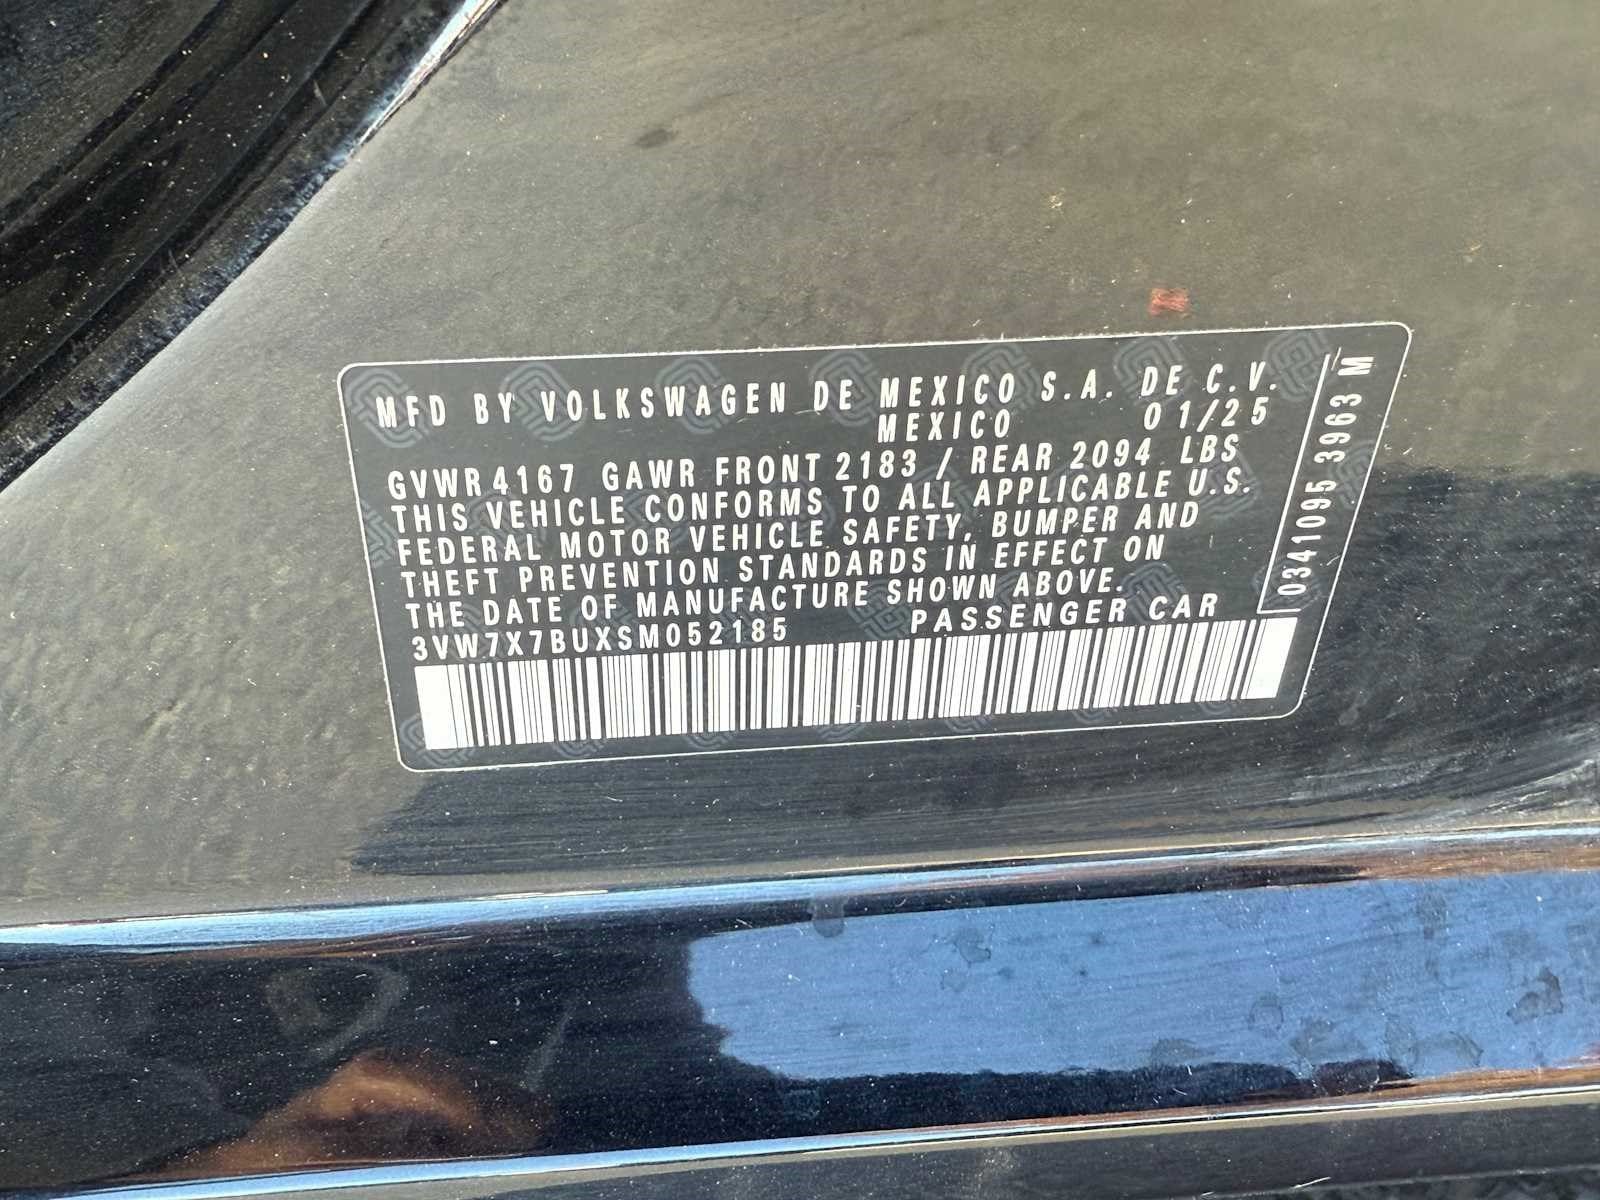 MFD BY VOLKSWAGEN DE MEXICO S.A. DE C.V.
MEXICO 01/25
GVWR 4167 GAWR FRONT 2183 / REAR 2094 LBS
THIS VEHICLE CONFORMS TO ALL APPLICABLE U.S.
FEDERAL MOTOR VEHICLE SAFETY, BUMPER AND
THEFT PREVENTION STANDARDS IN EFFECT ON
THE DATE OF MANUFACTURE SHOWN ABOVE.
3VW7X7BUXSM052185 PASSENGER CAR
0341095 3963 M